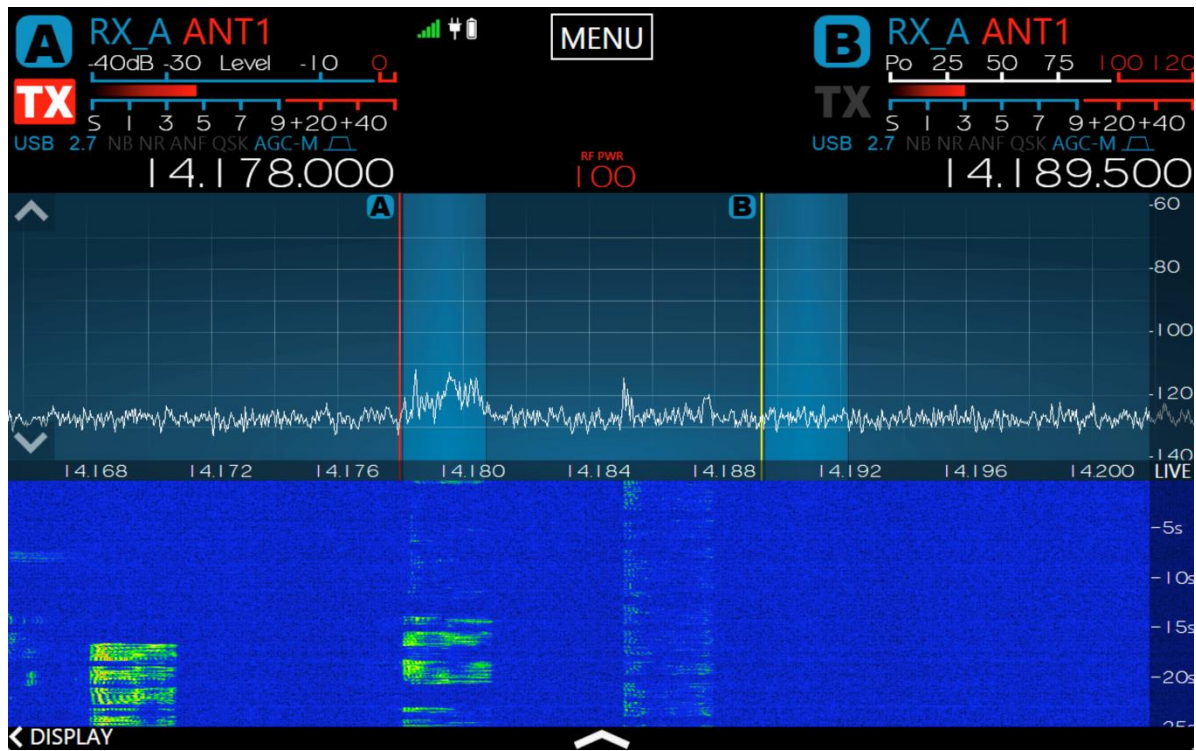 A RX_A ANT1
-40dB -30 Level -10 0
TX
S 1 3 5 7 9+20+40
USB 2.7 NB NR ANF QSK AGC-M
14.178.000
MENU
RF PWR
100
B RX_A ANT1
Po 25 50 75 100 120
TX
S 1 3 5 7 9+20+40
USB 2.7 NB NR ANF QSK AGC-M
14.189.500
A B
-60
-80
-100
-120
-140
14.168 14.172 14.176 14.180 14.184 14.188 14.192 14.196 14.200 LIVE
-5s
-10s
-15s
-20s
-25s
DISPLAY